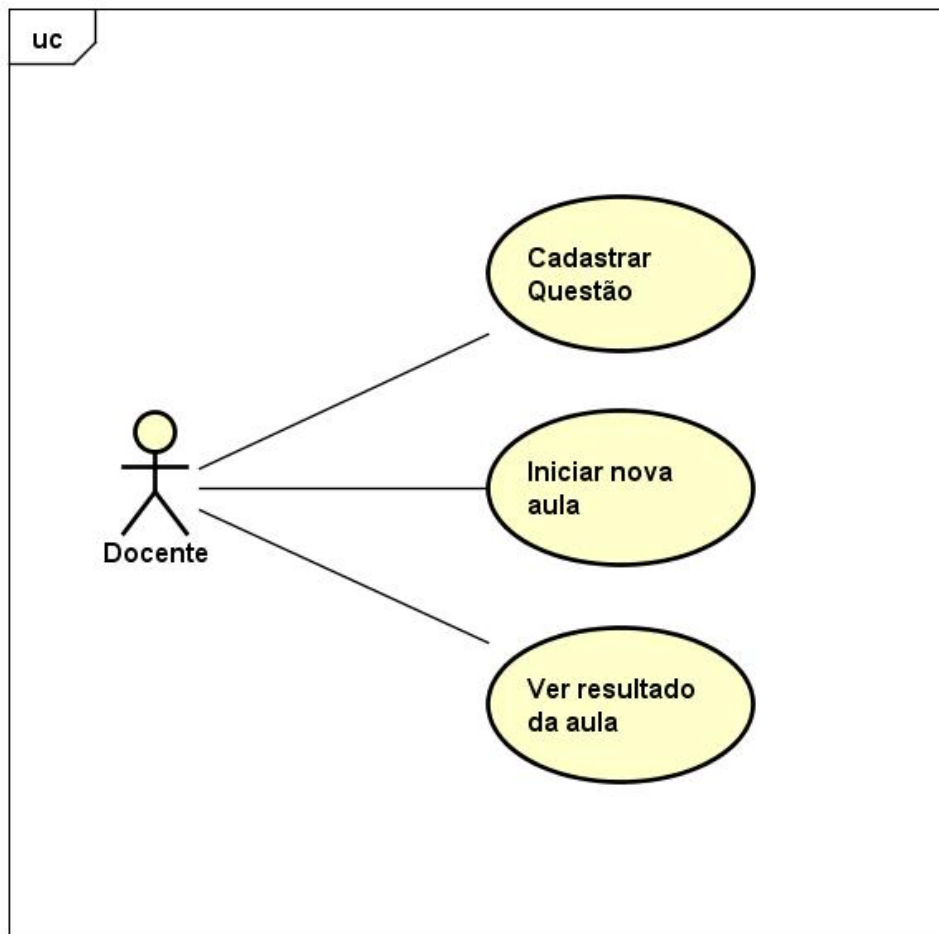 uc
Cadastrar
Questão
Iniciar nova
aula
Docente
Ver resultado
da aula